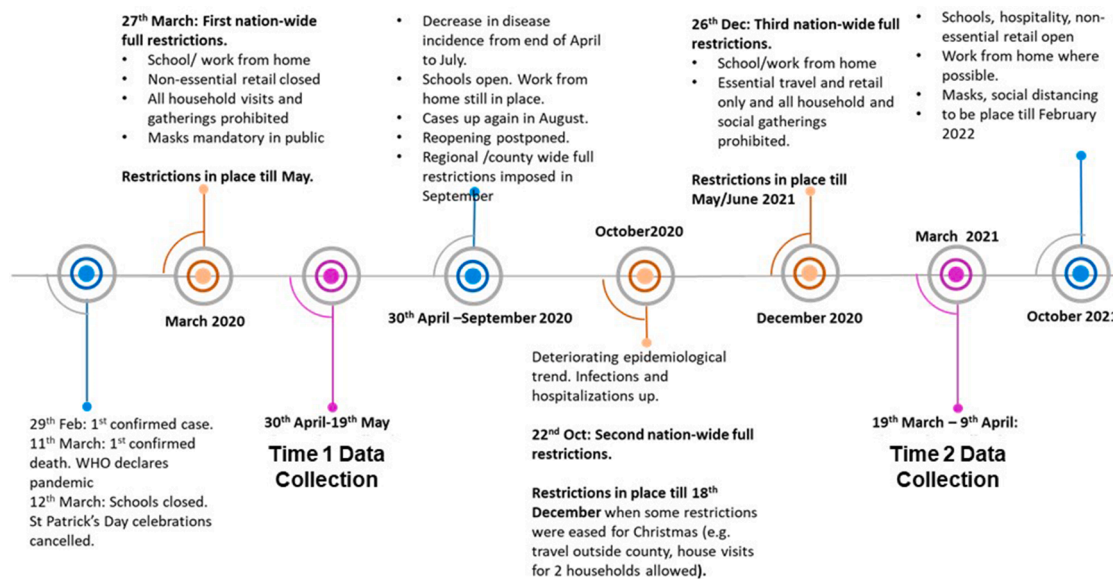 27th March: First nation-wide
full restrictions.
• School/ work from home
• Non-essential retail closed
• All household visits and
gatherings prohibited
• Masks mandatory in public
Restrictions in place till May.
• Decrease in disease
incidence from end of April
to July.
• Schools open. Work from
home still in place.
• Cases up again in August.
• Reopening postponed.
• Regional /county wide full
restrictions imposed in
September
26th Dec: Third nation-wide full
restrictions.
• School/work from home
• Essential travel and retail
only and all household and
social gatherings
prohibited.
Restrictions in place till
May/June 2021
• Schools, hospitality, non-
essential retail open
• Work from home where
possible.
• Masks, social distancing
• to be place till February
2022
March 2020
30th April –September 2020
October2020
December 2020
March 2021
October 2021
29th Feb: 1st confirmed case.
11th March: 1st confirmed
death. WHO declares
pandemic
12th March: Schools closed.
St Patrick's Day celebrations
cancelled.
30th April-19th May
Time 1 Data
Collection
Deteriorating epidemiological
trend. Infections and
hospitalizations up.
22nd Oct: Second nation-wide full
restrictions.
Restrictions in place till 18th
December when some restrictions
were eased for Christmas (e.g.
travel outside county, house visits
for 2 households allowed).
19th March – 9th April:
Time 2 Data
Collection